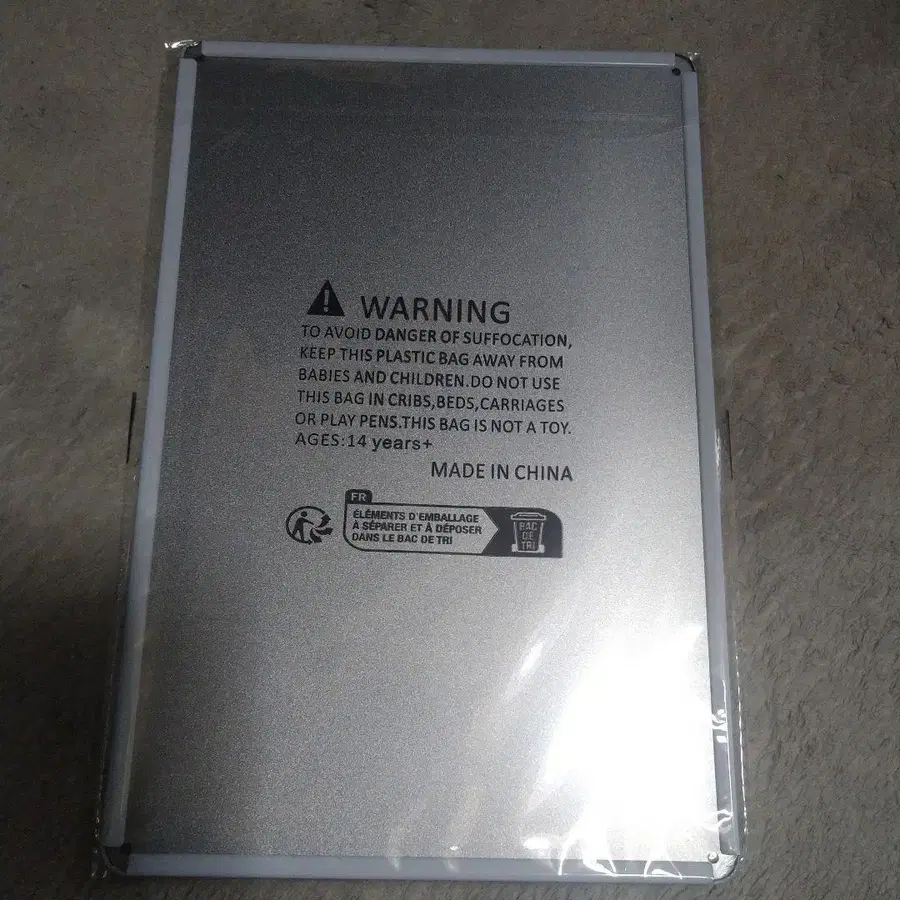 WARNING
TO AVOID DANGER OF SUFFOCATION,
KEEP THIS PLASTIC BAG AWAY FROM
BABIES AND CHILDREN.DO NOT USE
THIS BAG IN CRIBS,BEDS,CARRIAGES
OR PLAY PENS.THIS BAG IS NOT A TOY.
AGES:14 years+
MADE IN CHINA
FR
ÉLÉMENTS D'EMBALLAGE
À SÉPARER ET À DÉPOSER
DANS LE BAC DE TRI
BAC
DE
TRI